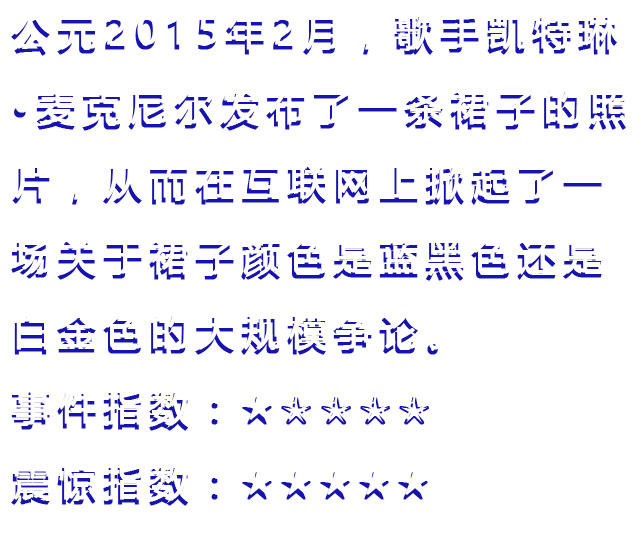 公元2015年2月，歌手凯特琳
·麦克尼尔发布了一条裙子的照
片，从而在互联网上掀起了一
场关于裙子颜色是蓝黑色还是
白金色的大规模争论。
事件指数：★★★★★
震惊指数：★★★★★